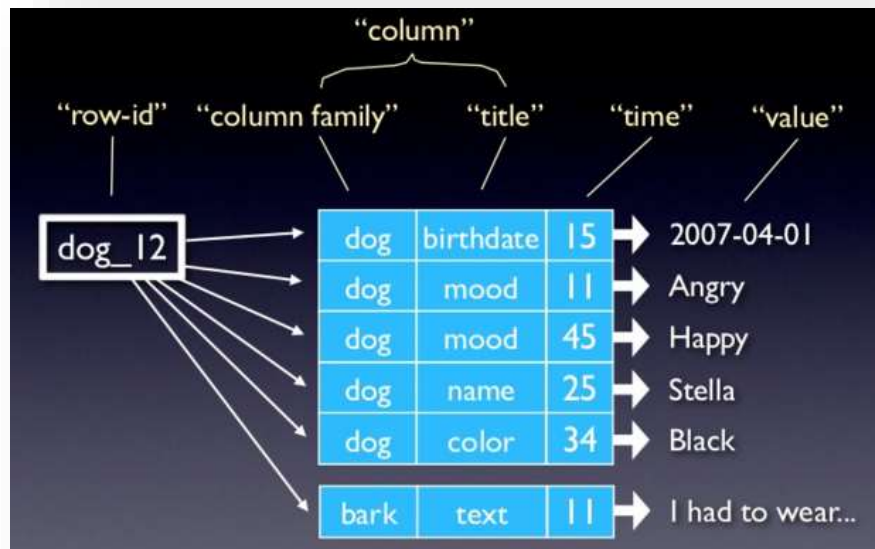 “column”
“row-id” “column family” “title” “time” “value”
dog_12
dog birthdate 15 2007-04-01
dog mood 11 Angry
dog mood 45 Happy
dog name 25 Stella
dog color 34 Black
bark text 11 I had to wear...